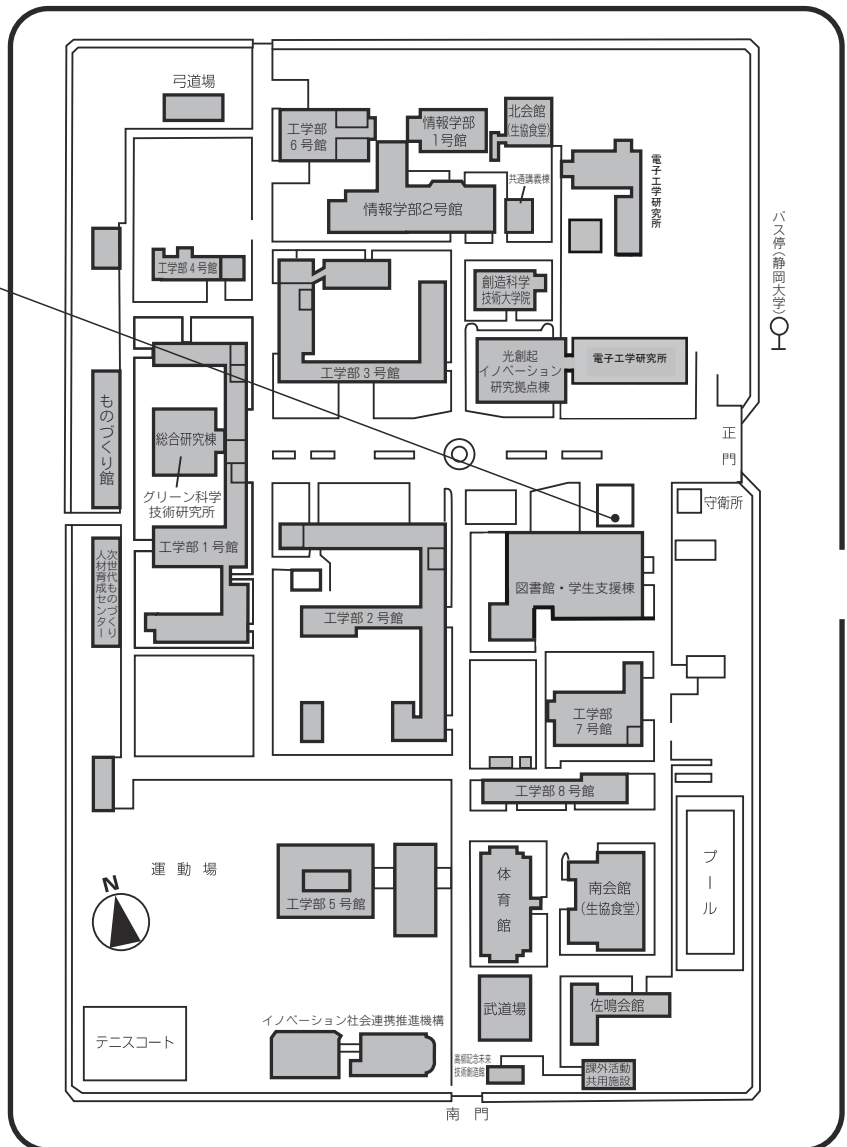 弓道場
工学部
6号館
情報学部
1号館
北会館
(生協食堂)
共通講義棟
電子工学研究所
情報学部2号館
バス停(静岡大学)
工学部4号館
創造科学
技術大学院
工学部3号館
光創起
イノベーション
研究拠点棟
電子工学研究所
ものづくり館
総合研究棟
グリーン科学
技術研究所
正門
守衛所
工学部1号館
次世代ものづくり
人材育成センター
図書館・学生支援棟
工学部2号館
工学部
7号館
工学部8号館
運動場
N
工学部5号館
体育館
南会館
(生協食堂)
プール
武道場
佐鳴会館
テニスコート
イノベーション社会連携推進機構
高柳記念未来
技術創造館
課外活動
共用施設
南門